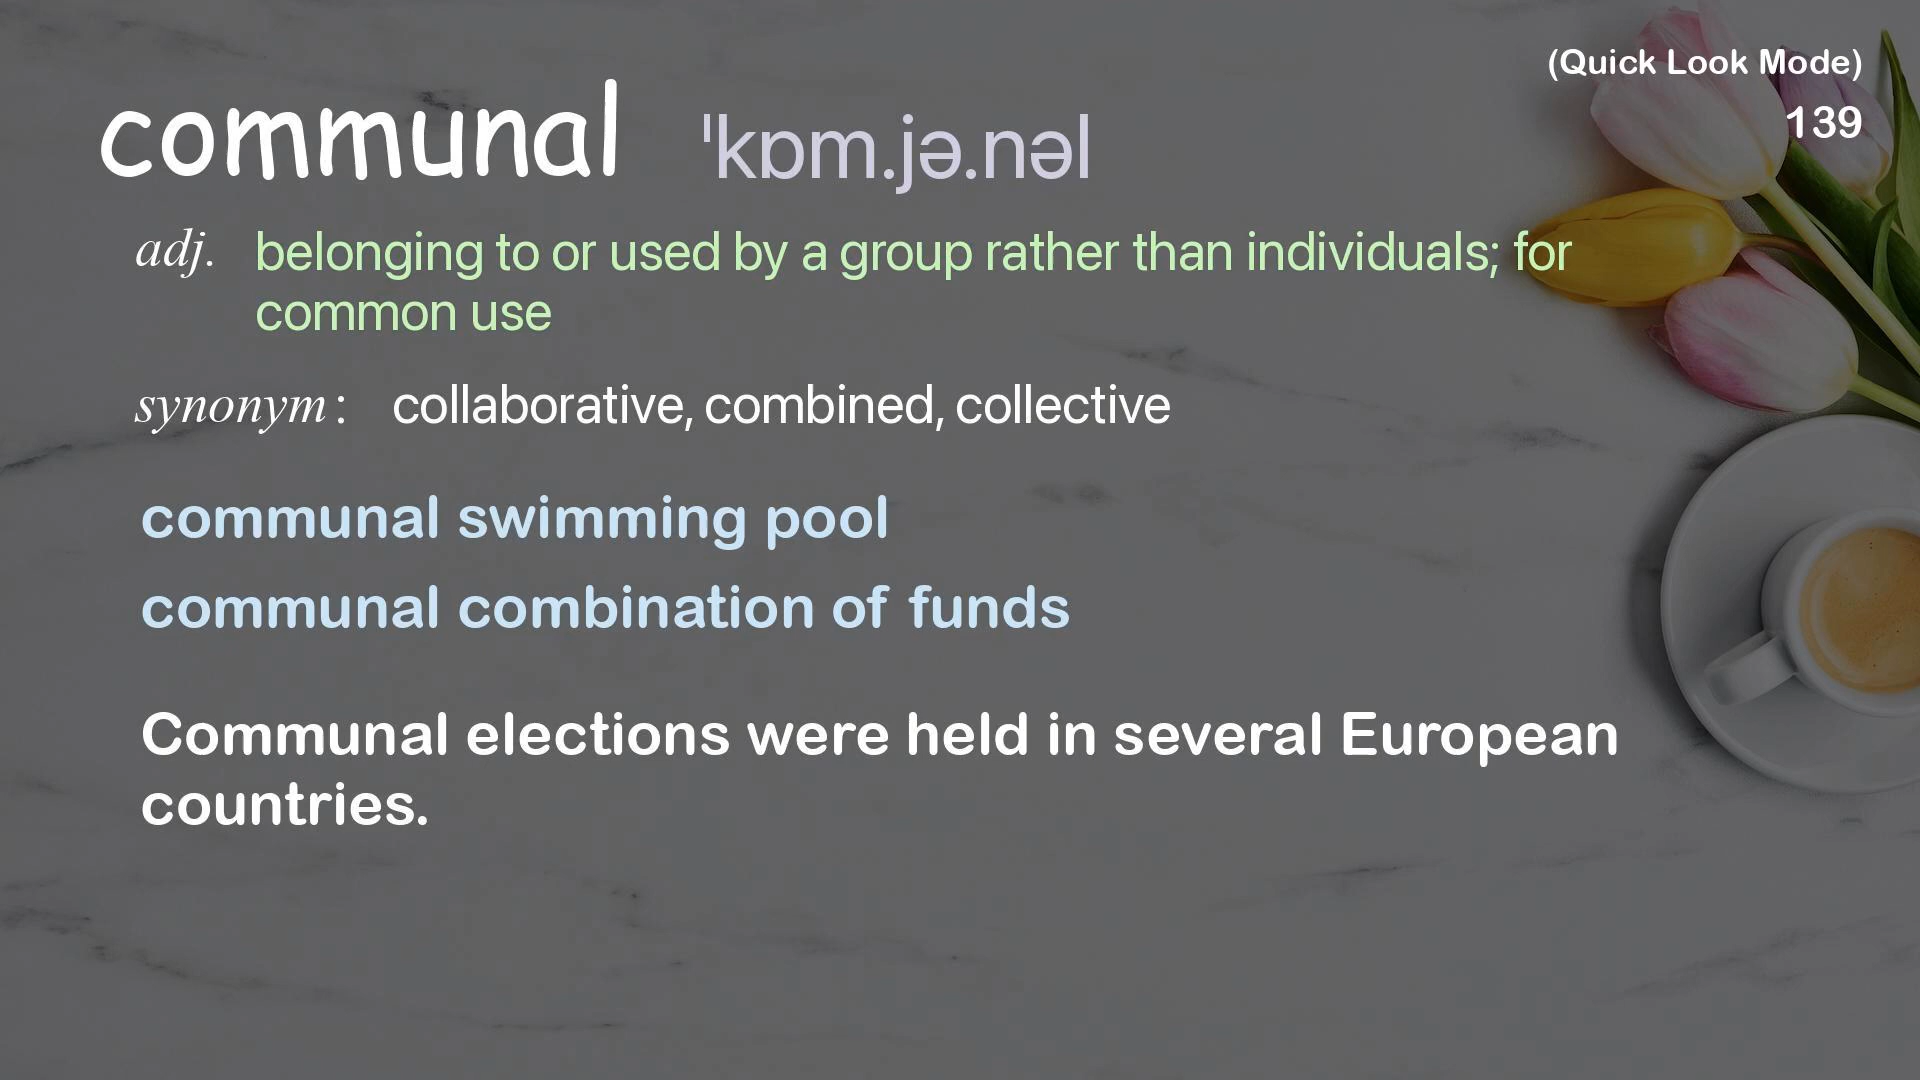 (Quick Look Mode)
139
communal ˈkɒm.jə.nəl
adj. belonging to or used by a group rather than individuals; for
common use
synonym: collaborative, combined, collective
communal swimming pool
communal combination of funds
Communal elections were held in several European
countries.